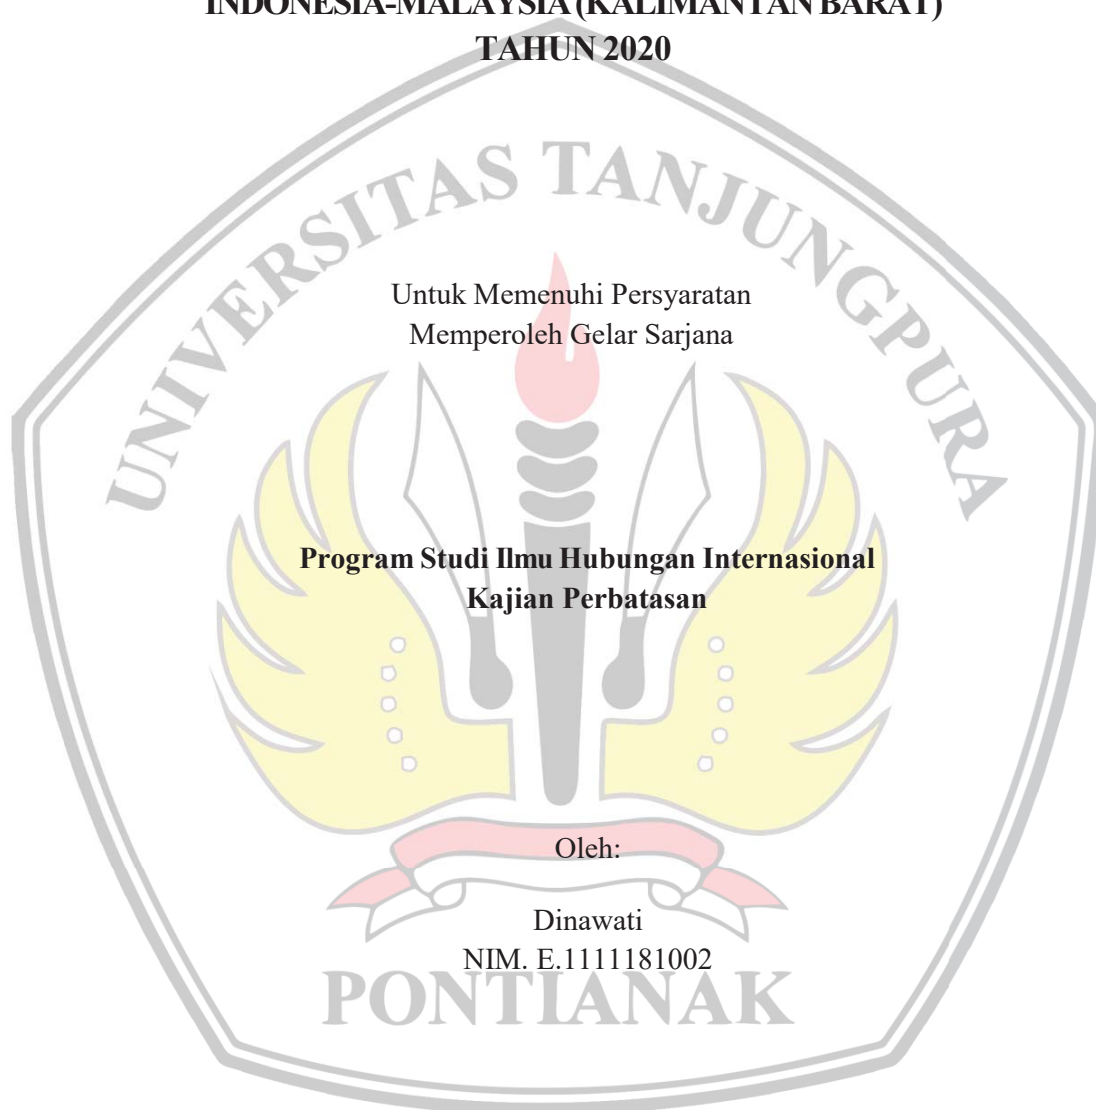 INDONESIA-MALAYSIA (KALIMANTAN BARAT)
TAHUN 2020
UNIVERSITAS TANJUNGPURA
Untuk Memenuhi Persyaratan
Memperoleh Gelar Sarjana
Program Studi Ilmu Hubungan Internasional
Kajian Perbatasan
Oleh:
Dinawati
NIM. E.1111181002
PONTIANAK